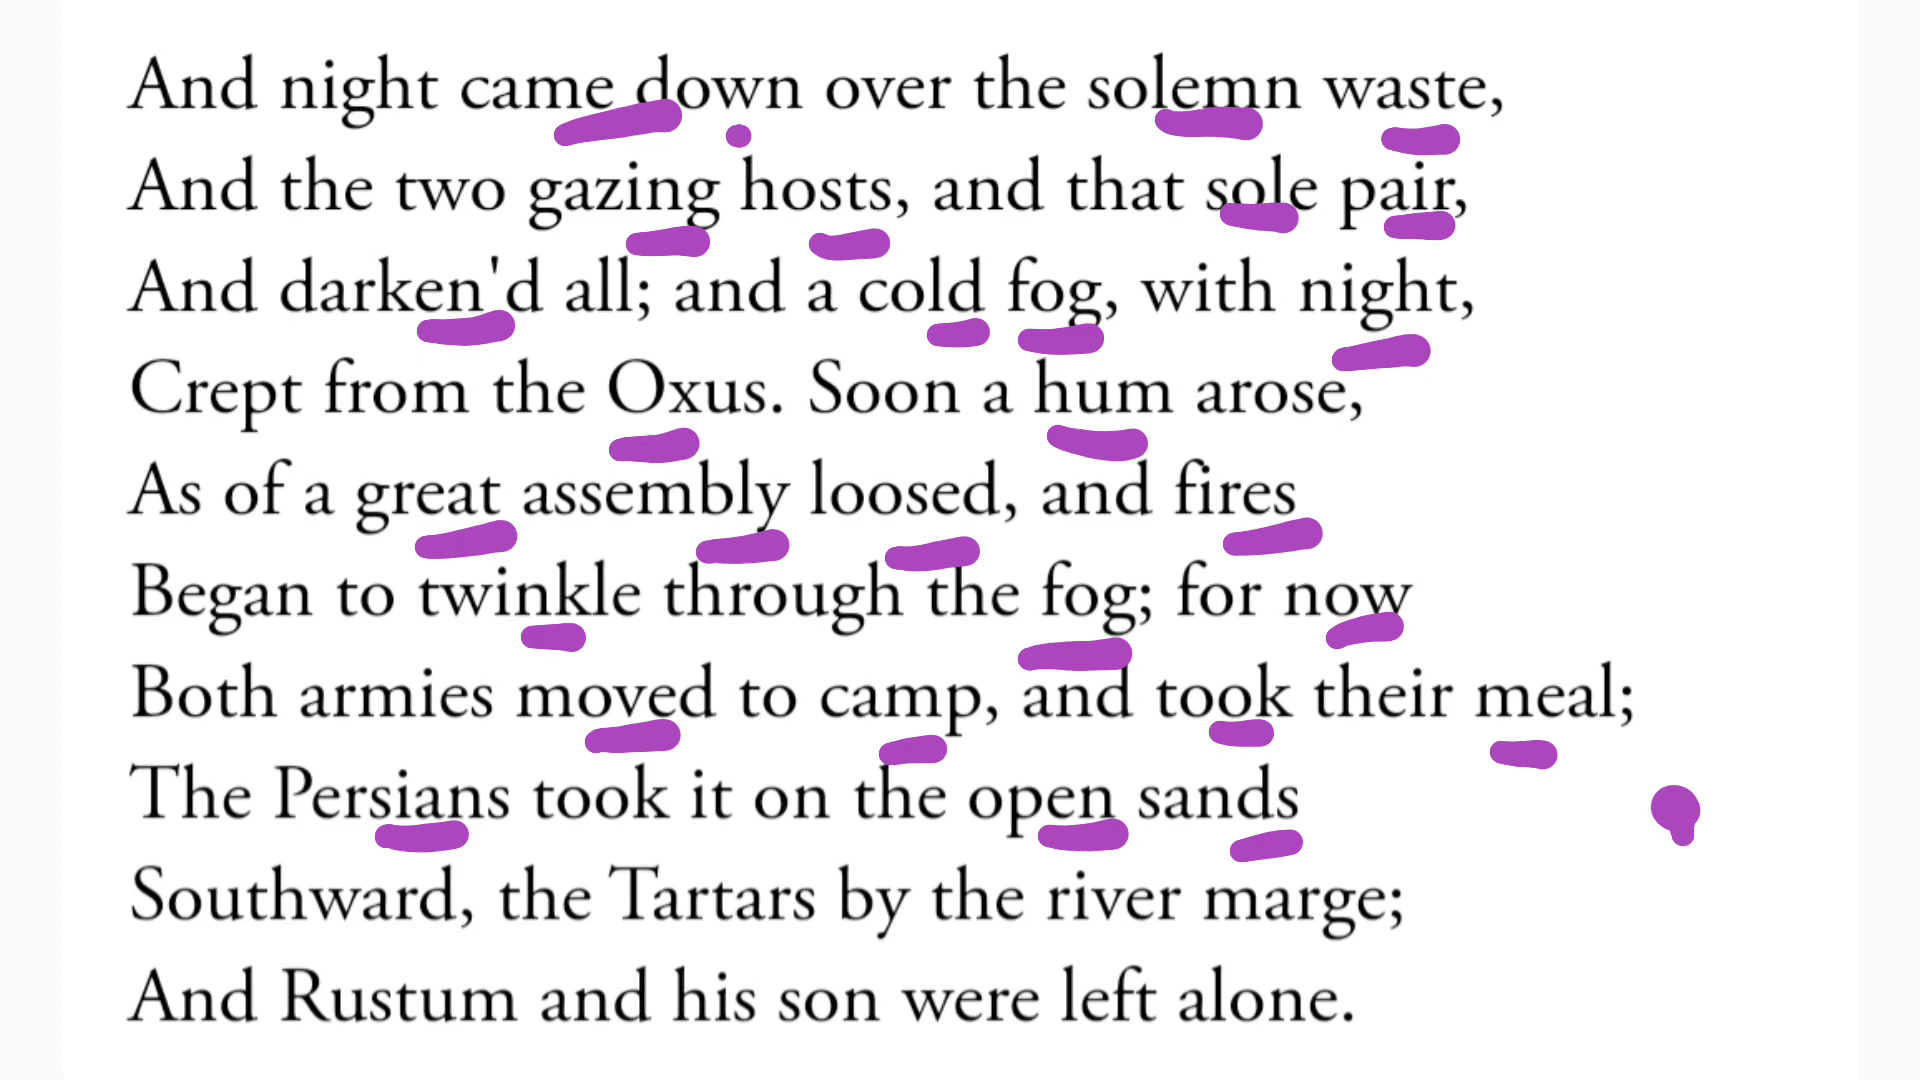 And night came down over the solemn waste,
And the two gazing hosts, and that sole pair,
And darken'd all; and a cold fog, with night,
Crept from the Oxus. Soon a hum arose,
As of a great assembly loosed, and fires
Began to twinkle through the fog; for now
Both armies moved to camp, and took their meal;
The Persians took it on the open sands
Southward, the Tartars by the river marge;
And Rustum and his son were left alone.